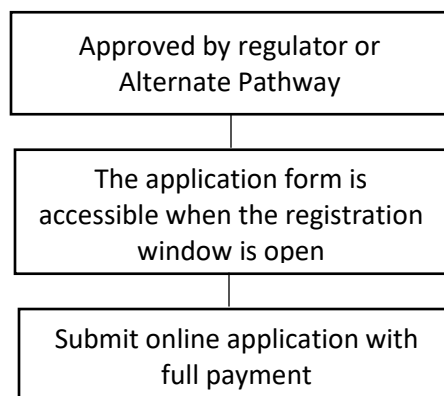 Approved by regulator or
Alternate Pathway
The application form is
accessible when the registration
window is open
Submit online application with
full payment